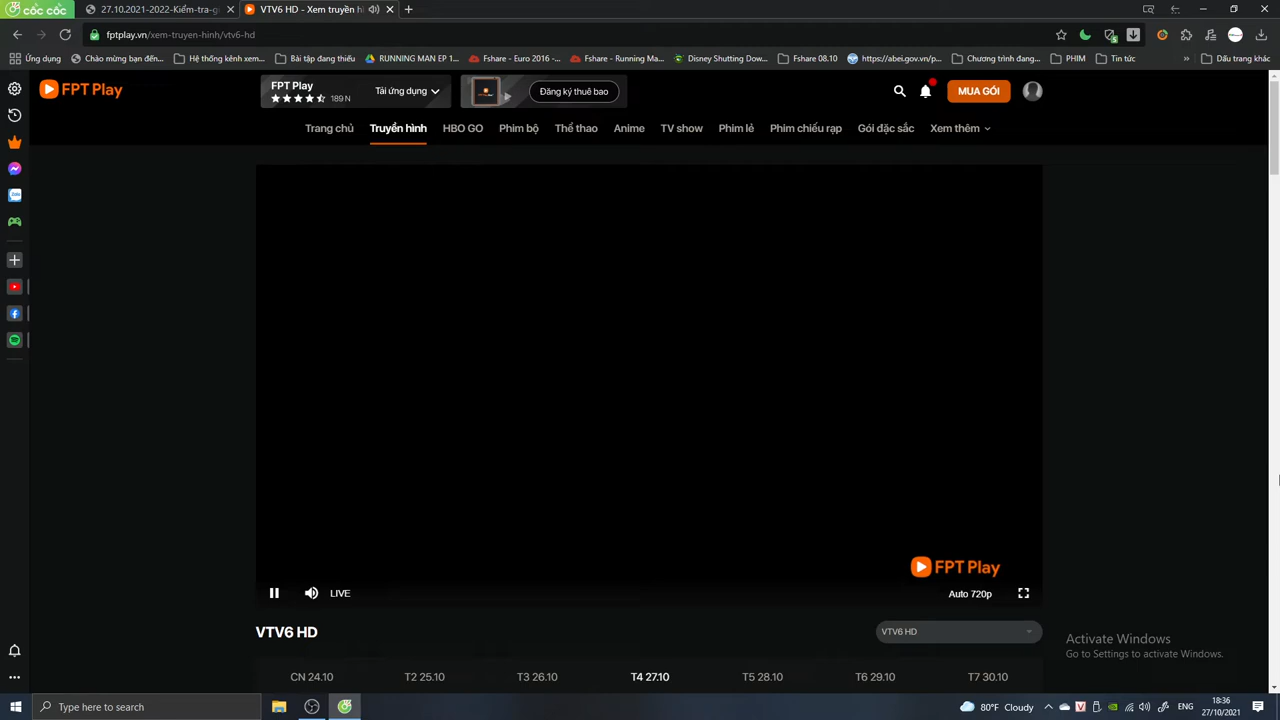 cốc cốc
27.10.2021-2022-Kiểm-tra-gi
VTV6 HD - Xem truyền h
fptplay.vn/xem-truyen-hinh/vtv6-hd
Ứng dụng
Chào mừng bạn đến...
Hệ thống kênh xem...
Bài tập đang thiếu
RUNNING MAN EP 1...
Fshare - Euro 2016 -...
Fshare - Running Ma...
Disney Shutting Dow...
Fshare 08.10
https://abei.gov.vn/p...
Chương trình đang...
PHIM
Tin tức
»
Dấu trang khác
FPT Play
FPT Play
189 N
Tải ứng dụng
Đăng ký thuê bao
MUA GÓI
Trang chủ
Truyền hình
HBO GO
Phim bộ
Thể thao
Anime
TV show
Phim lẻ
Phim chiếu rạp
Gói đặc sắc
Xem thêm
FPT Play
LIVE
Auto 720p
VTV6 HD
VTV6 HD
Activate Windows
Go to Settings to activate Windows.
CN 24.10
T2 25.10
T3 26.10
T4 27.10
T5 28.10
T6 29.10
T7 30.10
Type here to search
80°F Cloudy
ENG
18:36
27/10/2021